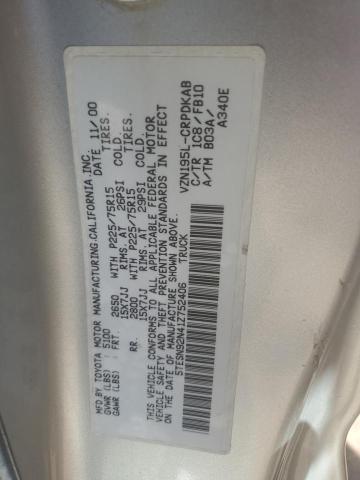 MFD BY TOYOTA MOTOR MANUFACTURING.CALIFORNIA INC.
DATE 11/00
GVWR (LBS) 5100
GAWR (LBS) FRT. 2650 WITH P225/75R15 TIRES.
15X7JJ RIMS, AT 26PSI COLD.
RR. 2800 WITH P225/75R15 TIRES.
15X7JJ RIMS, AT 29PSI COLD.
THIS VEHICLE CONFORMS TO ALL APPLICABLE FEDERAL MOTOR
VEHICLE SAFETY AND THEFT PREVENTION STANDARDS IN EFFECT
ON THE DATE OF MANUFACTURE SHOWN ABOVE.
5TESN92N41Z752406 TRUCK
VZN195L-CRPDKAB
C/TR 1C8/FB10
A/TM B03A/
A340E